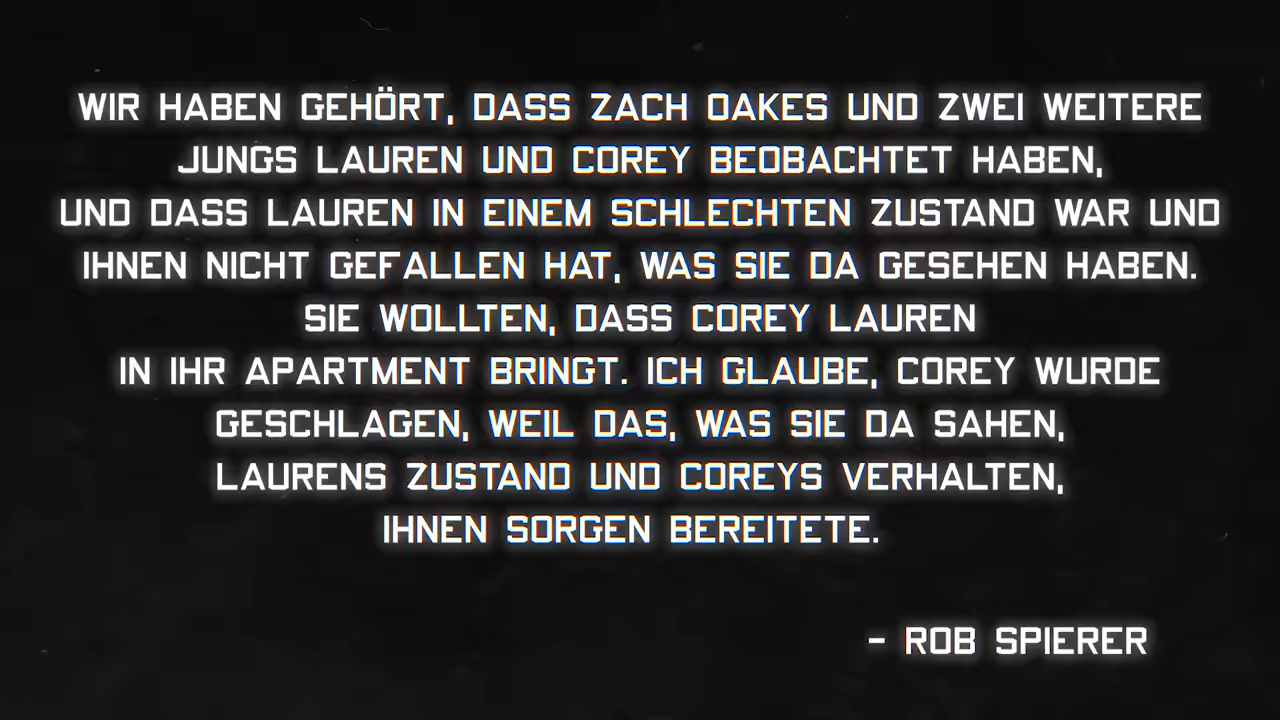 WIR HABEN GEHÖRT, DASS ZACH OAKES UND ZWEI WEITERE
JUNGS LAUREN UND COREY BEOBACHTET HABEN,
UND DASS LAUREN IN EINEM SCHLECHTEN ZUSTAND WAR UND
IHNEN NICHT GEFALLEN HAT, WAS SIE DA GESEHEN HABEN.
SIE WOLLTEN, DASS COREY LAUREN
IN IHR APARTMENT BRINGT. ICH GLAUBE, COREY WURDE
GESCHLAGEN, WEIL DAS, WAS SIE DA SAHEN,
LAURENS ZUSTAND UND COREYS VERHALTEN,
IHNEN SORGEN BEREITETE.
- ROB SPIERER